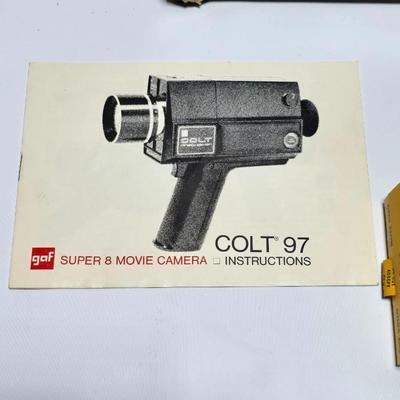 COLT
COLT® 97
gaf SUPER 8 MOVIE CAMERA □ INSTRUCTIONS